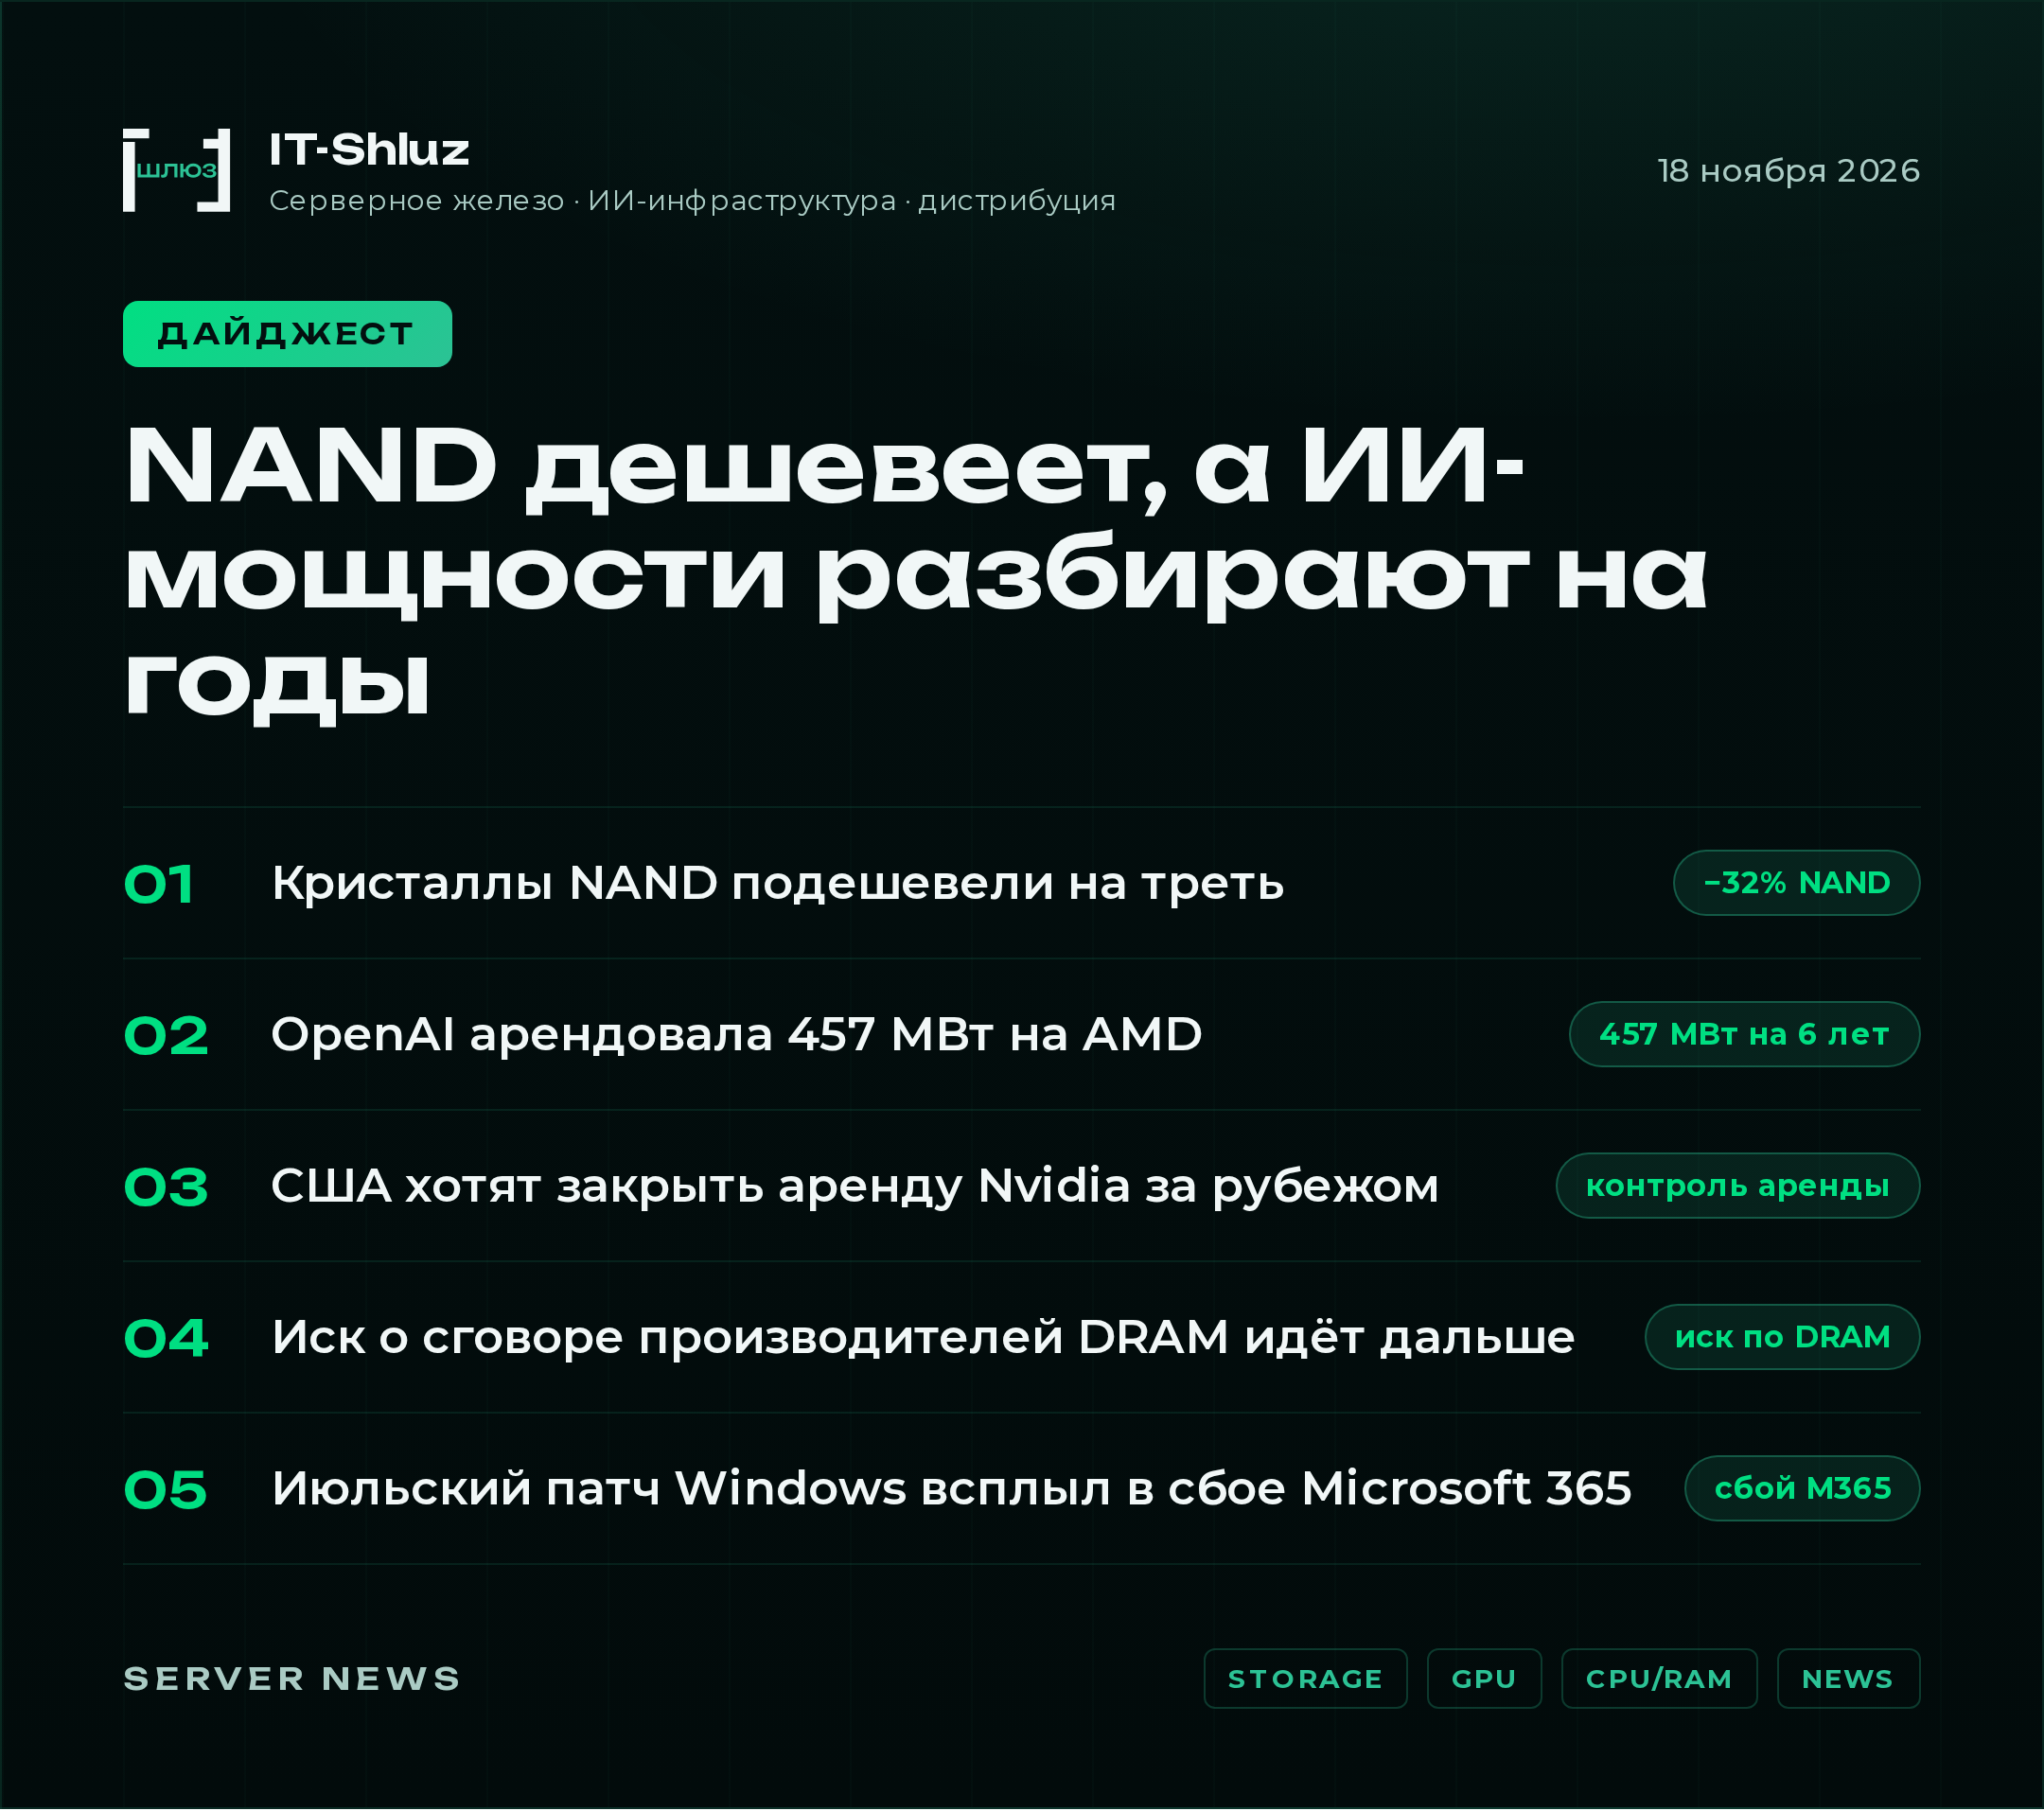 шлюз
IT-Shluz
Серверное железо · ИИ-инфраструктура · дистрибуция
18 ноября 2026
ДАЙДЖЕСТ
NAND дешевеет, а ИИ-
мощности разбирают на
годы
01 Кристаллы NAND подешевели на треть −32% NAND
02 OpenAI арендовала 457 МВт на AMD 457 МВт на 6 лет
03 США хотят закрыть аренду Nvidia за рубежом контроль аренды
04 Иск о сговоре производителей DRAM идёт дальше иск по DRAM
05 Июльский патч Windows всплыл в сбое Microsoft 365 сбой M365
SERVER NEWS STORAGE GPU CPU/RAM NEWS